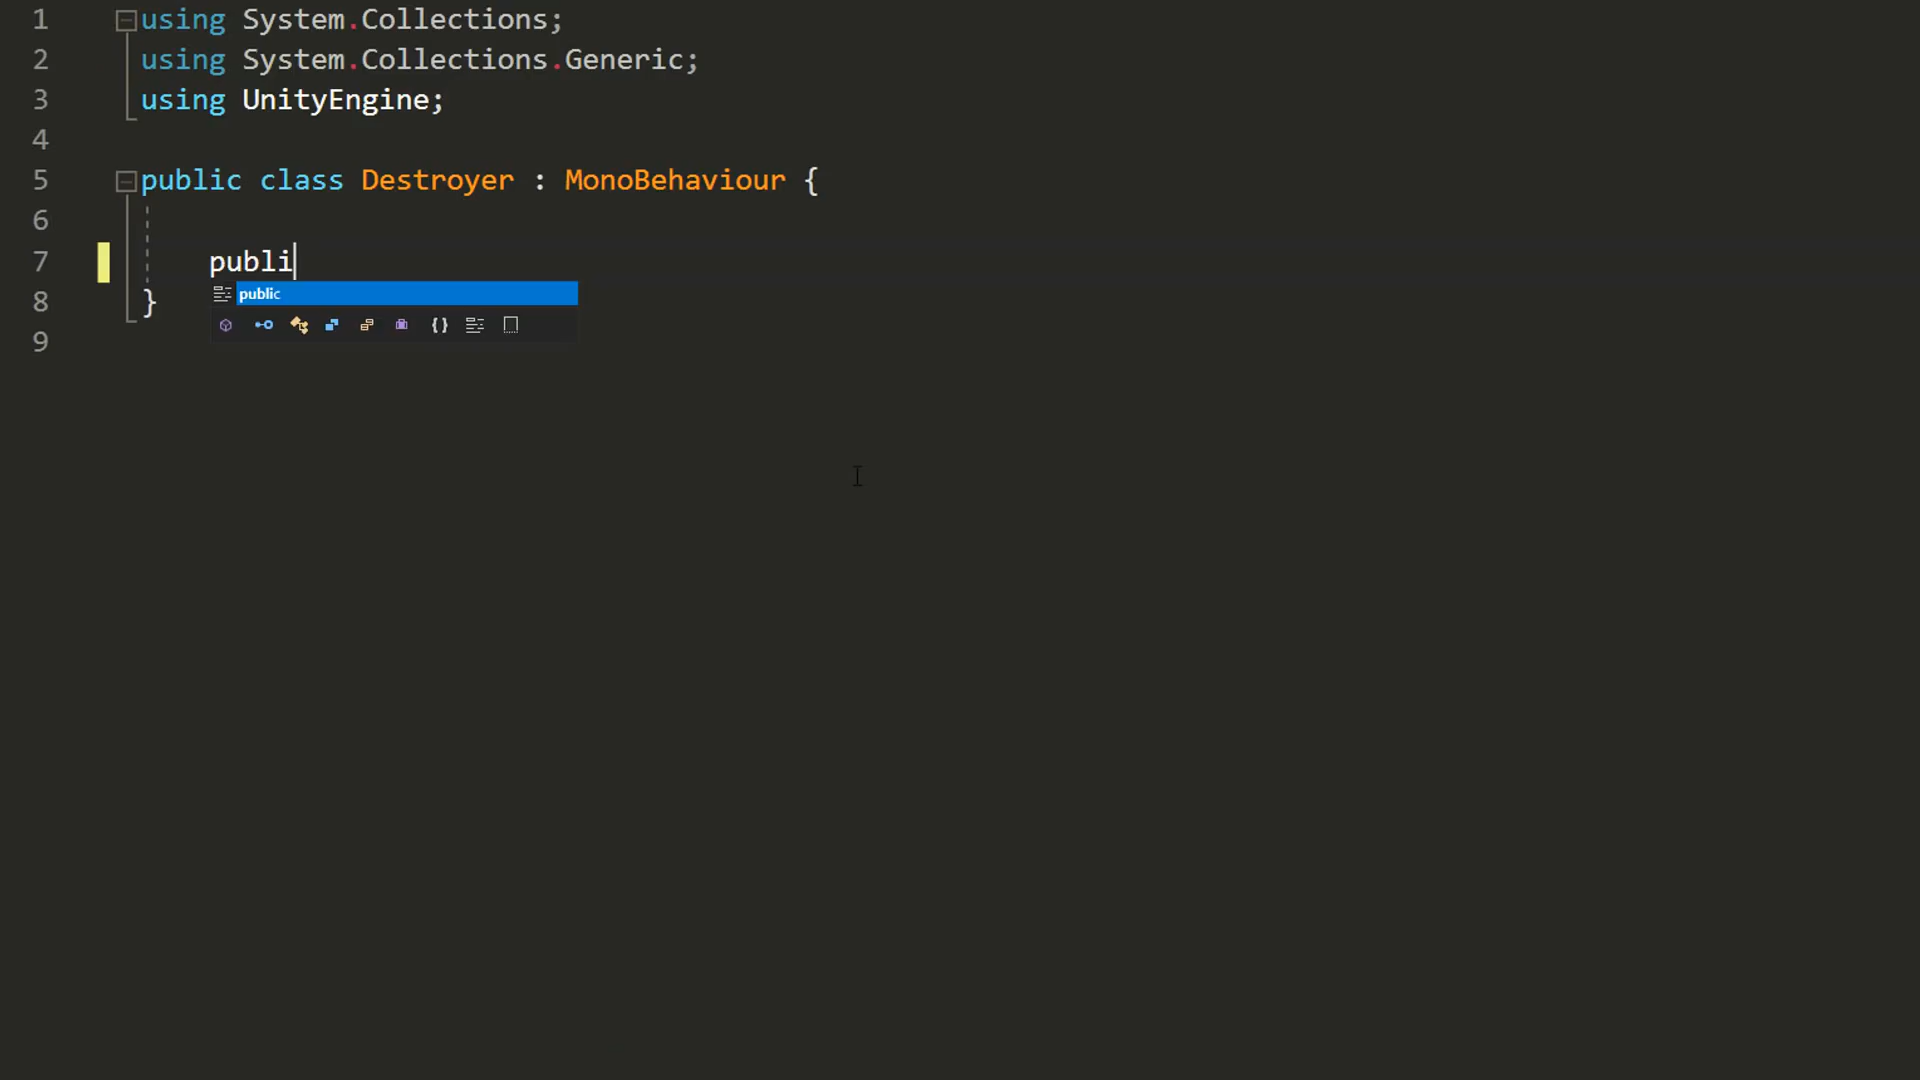 1 using System.Collections;
2 using System.Collections.Generic;
3 using UnityEngine;
4
5 public class Destroyer : MonoBehaviour {
6
7 publi
public
8 }
{ }
9